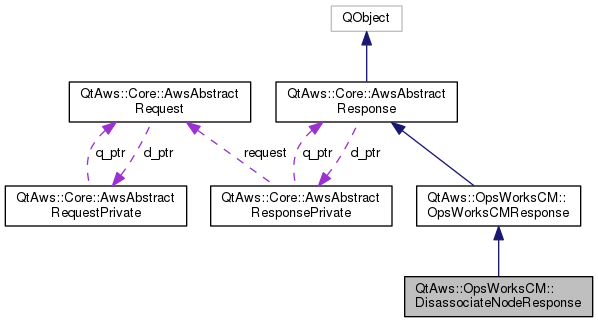 QObject
QtAws::Core::AwsAbstract
Request
QtAws::Core::AwsAbstract
Response
q_ptr
d_ptr
request
q_ptr
d_ptr
QtAws::Core::AwsAbstract
RequestPrivate
QtAws::Core::AwsAbstract
ResponsePrivate
QtAws::OpsWorksCM::
OpsWorksCMResponse
QtAws::OpsWorksCM::
DisassociateNodeResponse